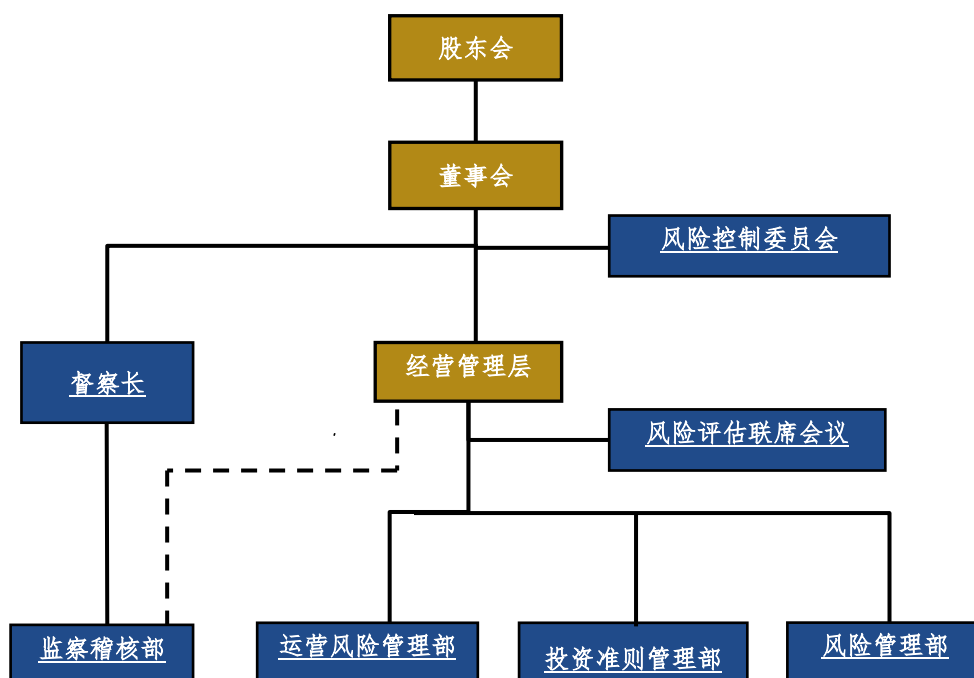 股东会
董事会
风险控制委员会
督察长
经营管理层
风险评估联席会议
监察稽核部
运营风险管理部
投资准则管理部
风险管理部